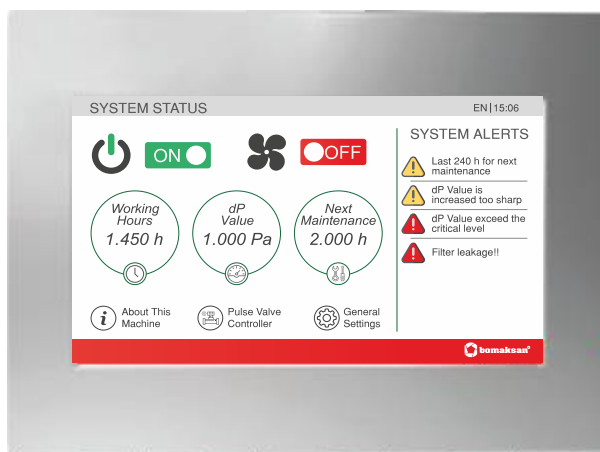 SYSTEM STATUS
EN|15:06
ON
OFF
Working
Hours
1.450 h
dP
Value
1.000 Pa
Next
Maintenance
2.000 h
About This
Machine
Pulse Valve
Controller
General
Settings
SYSTEM ALERTS
Last 240 h for next
maintenance
dP Value is
increased too sharp
dP Value exceed the
critical level
Filter leakage!!
bomaksan®